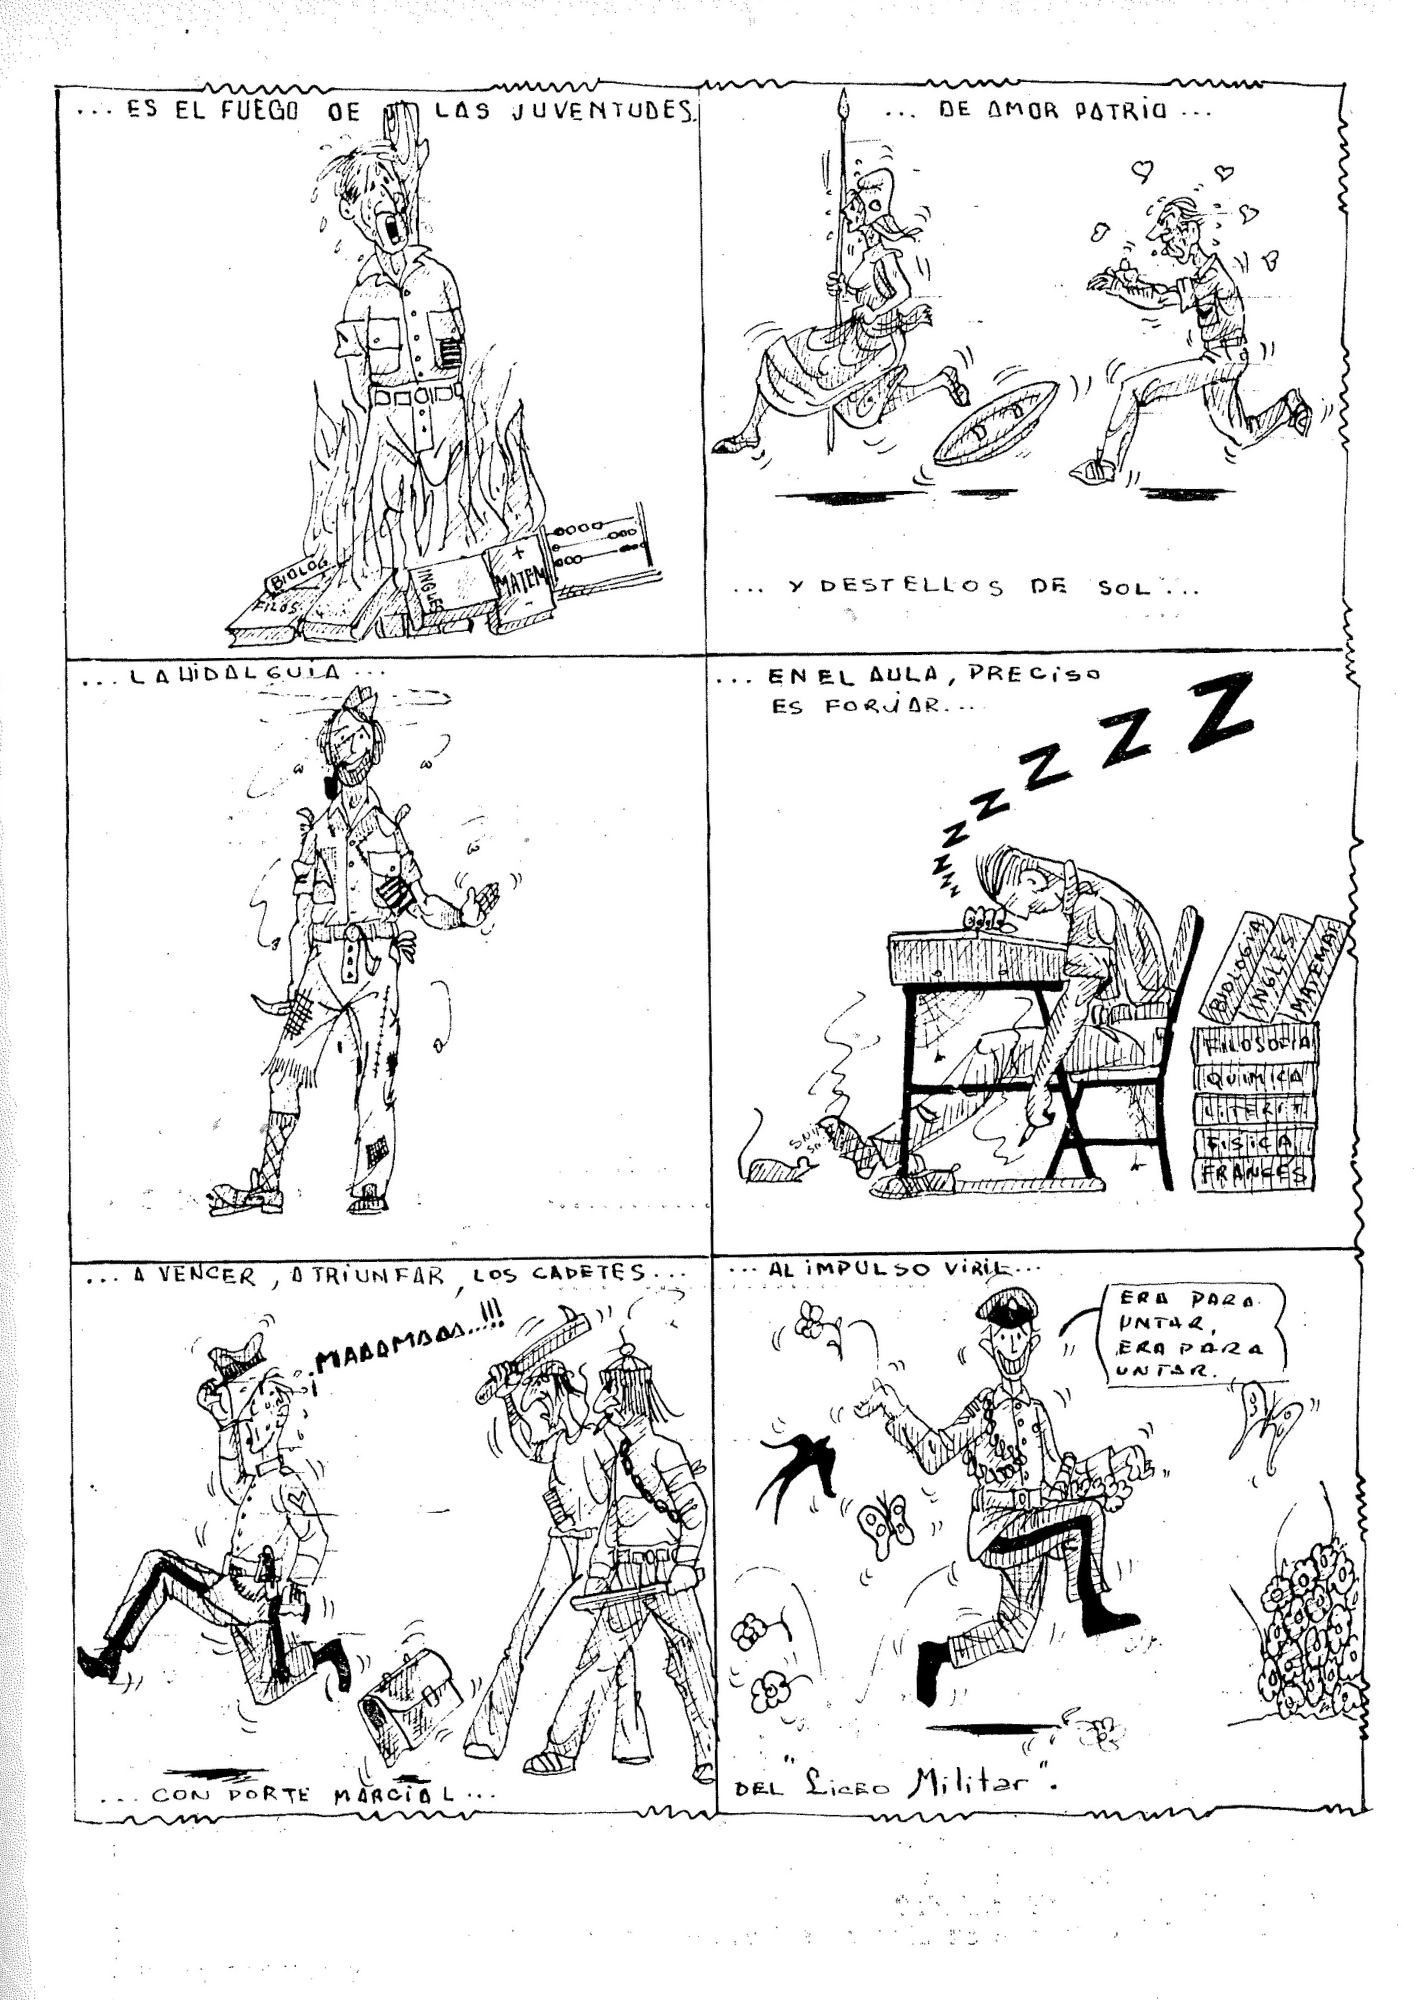 ... ES EL FUEGO DE LAS JUVENTUDES.
BIOLOG
FILOS
INGLES
+
MATEM
-
... DE AMOR PATRIO ...
... Y DESTELLOS DE SOL ...
... LA HIDALGUIA ...
... EN EL AULA, PRECISO
ES FORJAR...
Z Z Z Z Z Z Z Z Z
BIOLOGIA
INGLES
MATEMAT
FILOSOFIA
QUIMICA
LITERAT
FISICA
FRANCES
... A VENCER, A TRIUNFAR, LOS CADETES...
¡MAAAMAAA...!!!
... CON PORTE MARCIAL ...
... AL IMPULSO VIRIL...
ERA PARA
UNTAR,
ERA PARA
UNTAR.
DEL "Liceo Militar".